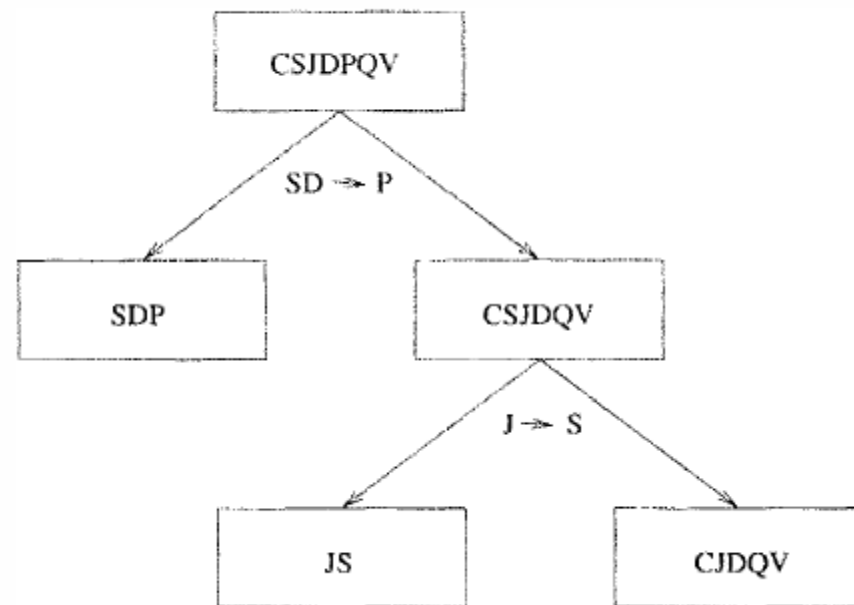 CSJDPQV
SD → P
SDP
CSJDQV
J → S
JS
CJDQV